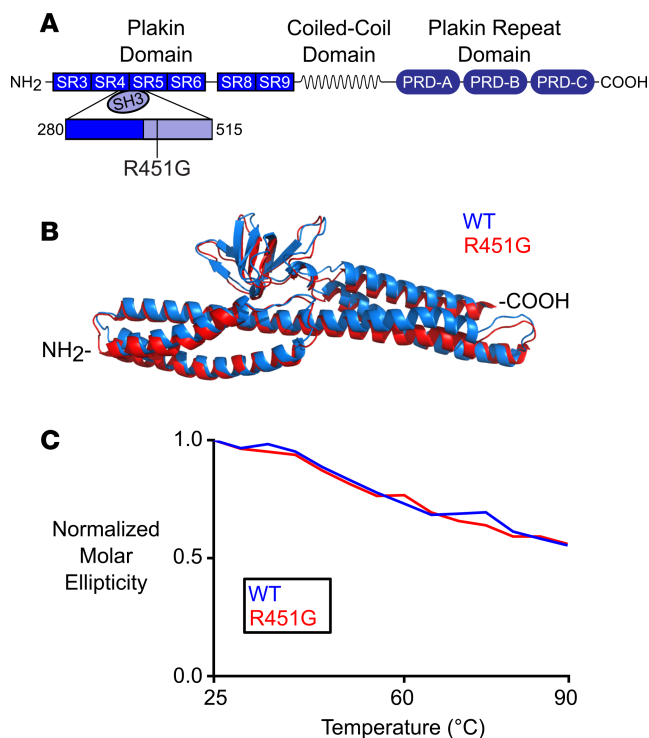 A
Plakin Domain
Coiled-Coil Domain
Plakin Repeat Domain
NH2- SR3 SR4 SR5 SR6 SR8 SR9 PRD-A PRD-B PRD-C COOH
SH3
280 515
R451G
B
WT
R451G
-COOH
NH2-
C
1.0
Normalized
Molar
Ellipticity
0.5
WT
R451G
0.0
25 60 90
Temperature (°C)